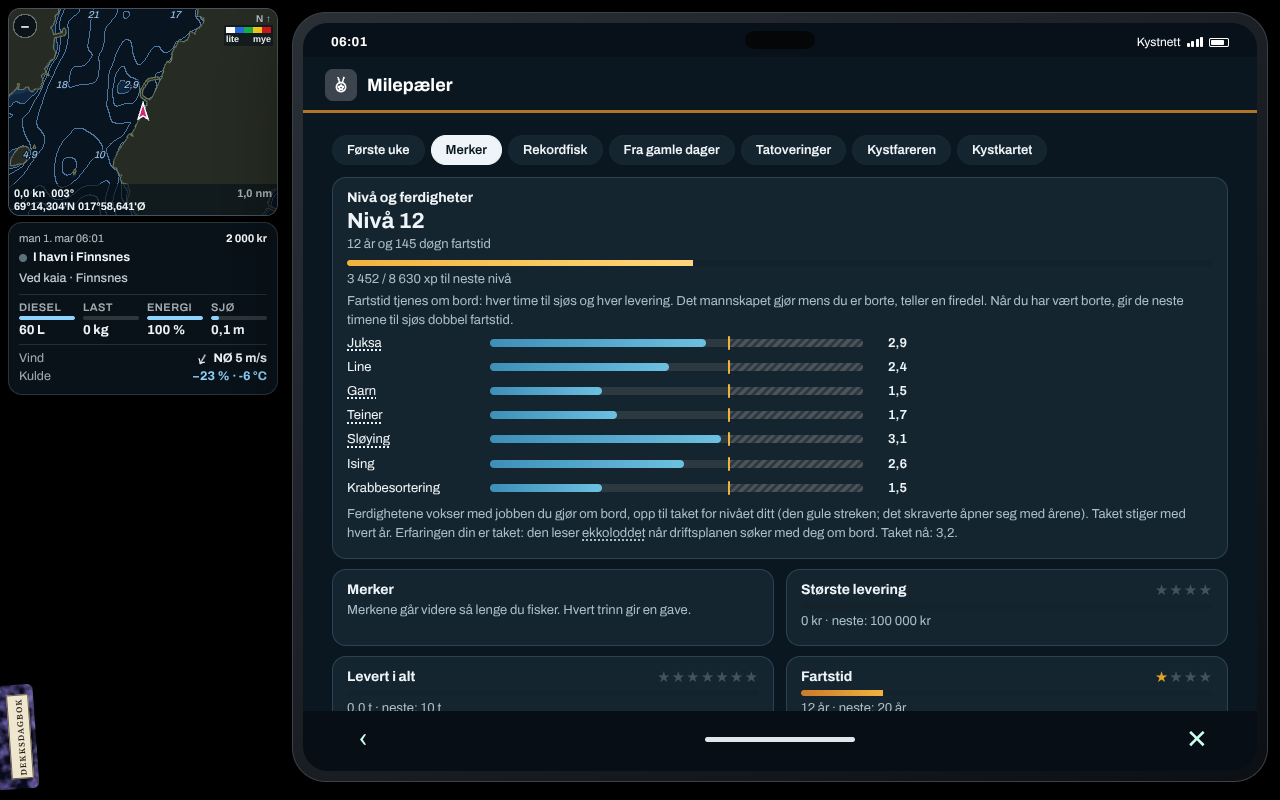 21
17
N ↑
lite mye
18
2,9
4,9
10
0,0 kn 003°
1,0 nm
69°14,304'N 017°58,641'Ø
man 1. mar 06:01
2 000 kr
I havn i Finnsnes
Ved kaia · Finnsnes
DIESEL LAST ENERGI SJØ
60 L 0 kg 100 % 0,1 m
Vind ↙ NØ 5 m/s
Kulde −23 % · -6 °C
DEKKSDAGBOK
06:01
Kystnett
Milepæler
Første uke Merker Rekordfisk Fra gamle dager Tatoveringer Kystfareren Kystkartet
Nivå og ferdigheter
Nivå 12
12 år og 145 døgn fartstid
3 452 / 8 630 xp til neste nivå
Fartstid tjenes om bord: hver time til sjøs og hver levering. Det mannskapet gjør mens du er borte, teller en firedel. Når du har vært borte, gir de neste
timene til sjøs dobbel fartstid.
Juksa 2,9
Line 2,4
Garn 1,5
Teiner 1,7
Sløying 3,1
Ising 2,6
Krabbesortering 1,5
Ferdighetene vokser med jobben du gjør om bord, opp til taket for nivået ditt (den gule streken; det skraverte åpner seg med årene). Taket stiger med
hvert år. Erfaringen din er taket: den leser ekkoloddet når driftsplanen søker med deg om bord. Taket nå: 3,2.
Merker
Merkene går videre så lenge du fisker. Hvert trinn gir en gave.
Største levering ★★★★
0 kr · neste: 100 000 kr
Levert i alt ★★★★★★★
0,0 t · neste: 10 t
Fartstid ★★★★
12 år · neste: 20 år
‹
✕